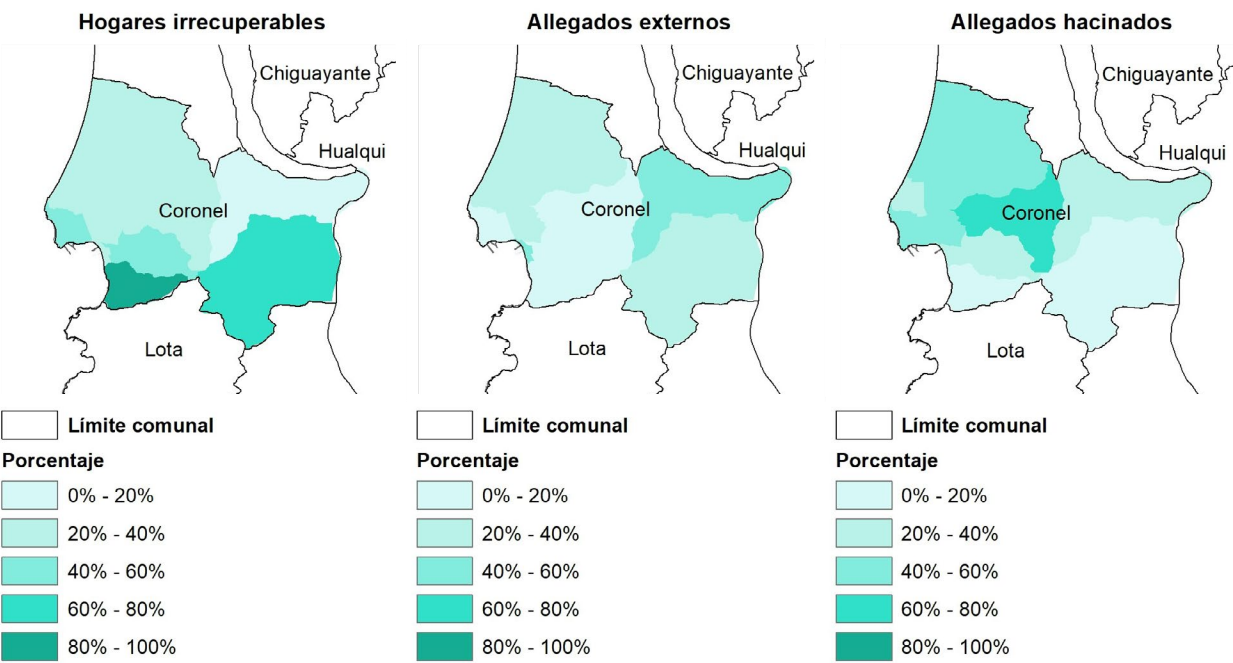 Hogares irrecuperables
Chiguayante
Hualqui
Coronel
Lota
Límite comunal
Porcentaje
0% - 20%
20% - 40%
40% - 60%
60% - 80%
80% - 100%
Allegados externos
Chiguayante
Hualqui
Coronel
Lota
Límite comunal
Porcentaje
0% - 20%
20% - 40%
40% - 60%
60% - 80%
80% - 100%
Allegados hacinados
Chiguayante
Hualqui
Coronel
Lota
Límite comunal
Porcentaje
0% - 20%
20% - 40%
40% - 60%
60% - 80%
80% - 100%